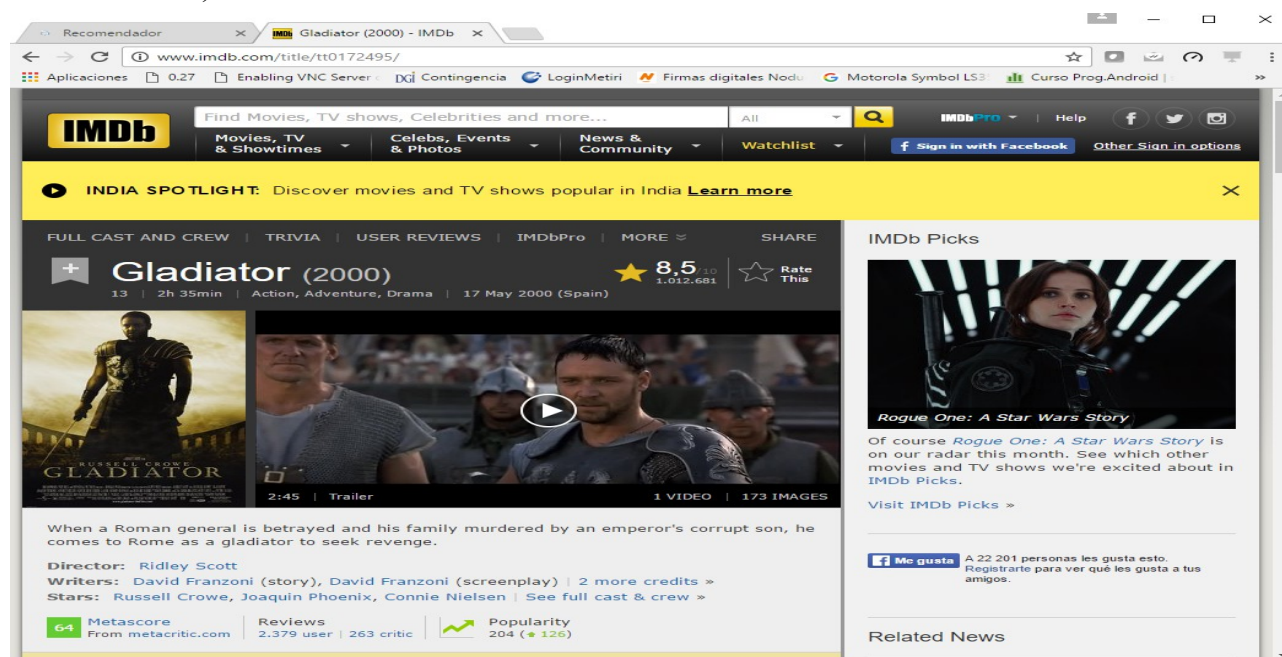 Recomendador
IMDb Gladiator (2000) - IMDb
www.imdb.com/title/tt0172495/
Aplicaciones 0.27 Enabling VNC Server DGI Contingencia LoginMetiri Firmas digitales Nodu Motorola Symbol LS3 Curso Prog.Android |
IMDb
Find Movies, TV shows, Celebrities and more...
All
IMDbPro | Help
Movies, TV & Showtimes
Celebs, Events & Photos
News & Community
Watchlist
f Sign in with Facebook
Other Sign in options
INDIA SPOTLIGHT: Discover movies and TV shows popular in India Learn more
FULL CAST AND CREW | TRIVIA | USER REVIEWS | IMDbPro | MORE
SHARE
Gladiator (2000)
8,5/10
1.012.681
Rate This
13 | 2h 35min | Action, Adventure, Drama | 17 May 2000 (Spain)
RUSSELL CROWE
GLADIATOR
2:45 | Trailer
1 VIDEO | 173 IMAGES
When a Roman general is betrayed and his family murdered by an emperor's corrupt son, he
comes to Rome as a gladiator to seek revenge.
Director: Ridley Scott
Writers: David Franzoni (story), David Franzoni (screenplay) | 2 more credits »
Stars: Russell Crowe, Joaquin Phoenix, Connie Nielsen | See full cast & crew »
64
Metascore
From metacritic.com
Reviews
2.379 user | 263 critic
Popularity
204 (126)
IMDb Picks
Rogue One: A Star Wars Story
Of course Rogue One: A Star Wars Story is
on our radar this month. See which other
movies and TV shows we're excited about in
IMDb Picks.
Visit IMDb Picks »
f Me gusta
A 22 201 personas les gusta esto.
Registrarte para ver qué les gusta a tus
amigos.
Related News